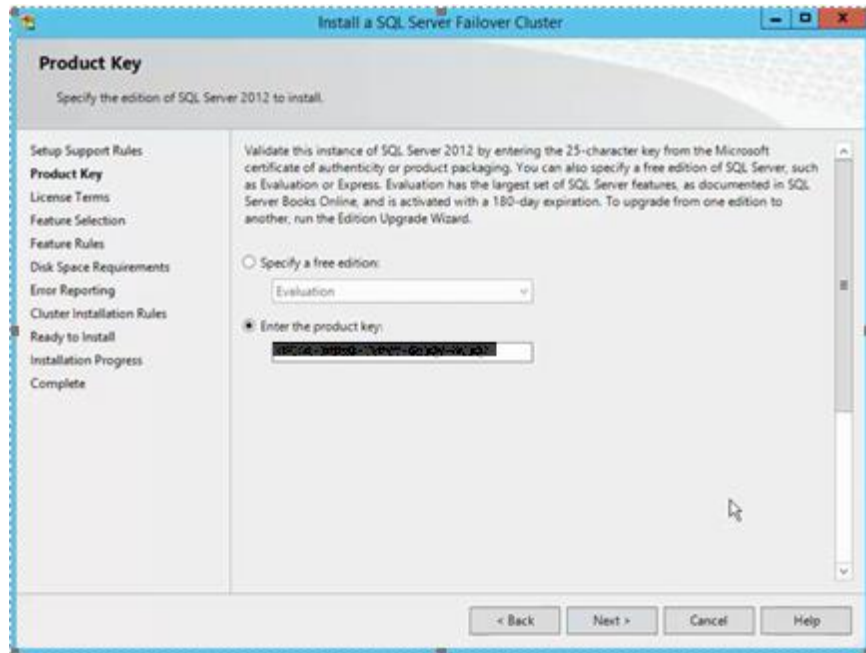 Install a SQL Server Failover Cluster
Product Key
Specify the edition of SQL Server 2012 to install.
Setup Support Rules
Product Key
License Terms
Feature Selection
Feature Rules
Disk Space Requirements
Error Reporting
Cluster Installation Rules
Ready to Install
Installation Progress
Complete
Validate this instance of SQL Server 2012 by entering the 25-character key from the Microsoft
certificate of authenticity or product packaging. You can also specify a free edition of SQL Server, such
as Evaluation or Express. Evaluation has the largest set of SQL Server features, as documented in SQL
Server Books Online, and is activated with a 180-day expiration. To upgrade from one edition to
another, run the Edition Upgrade Wizard.
Specify a free edition:
Evaluation
Enter the product key:
< Back
Next >
Cancel
Help